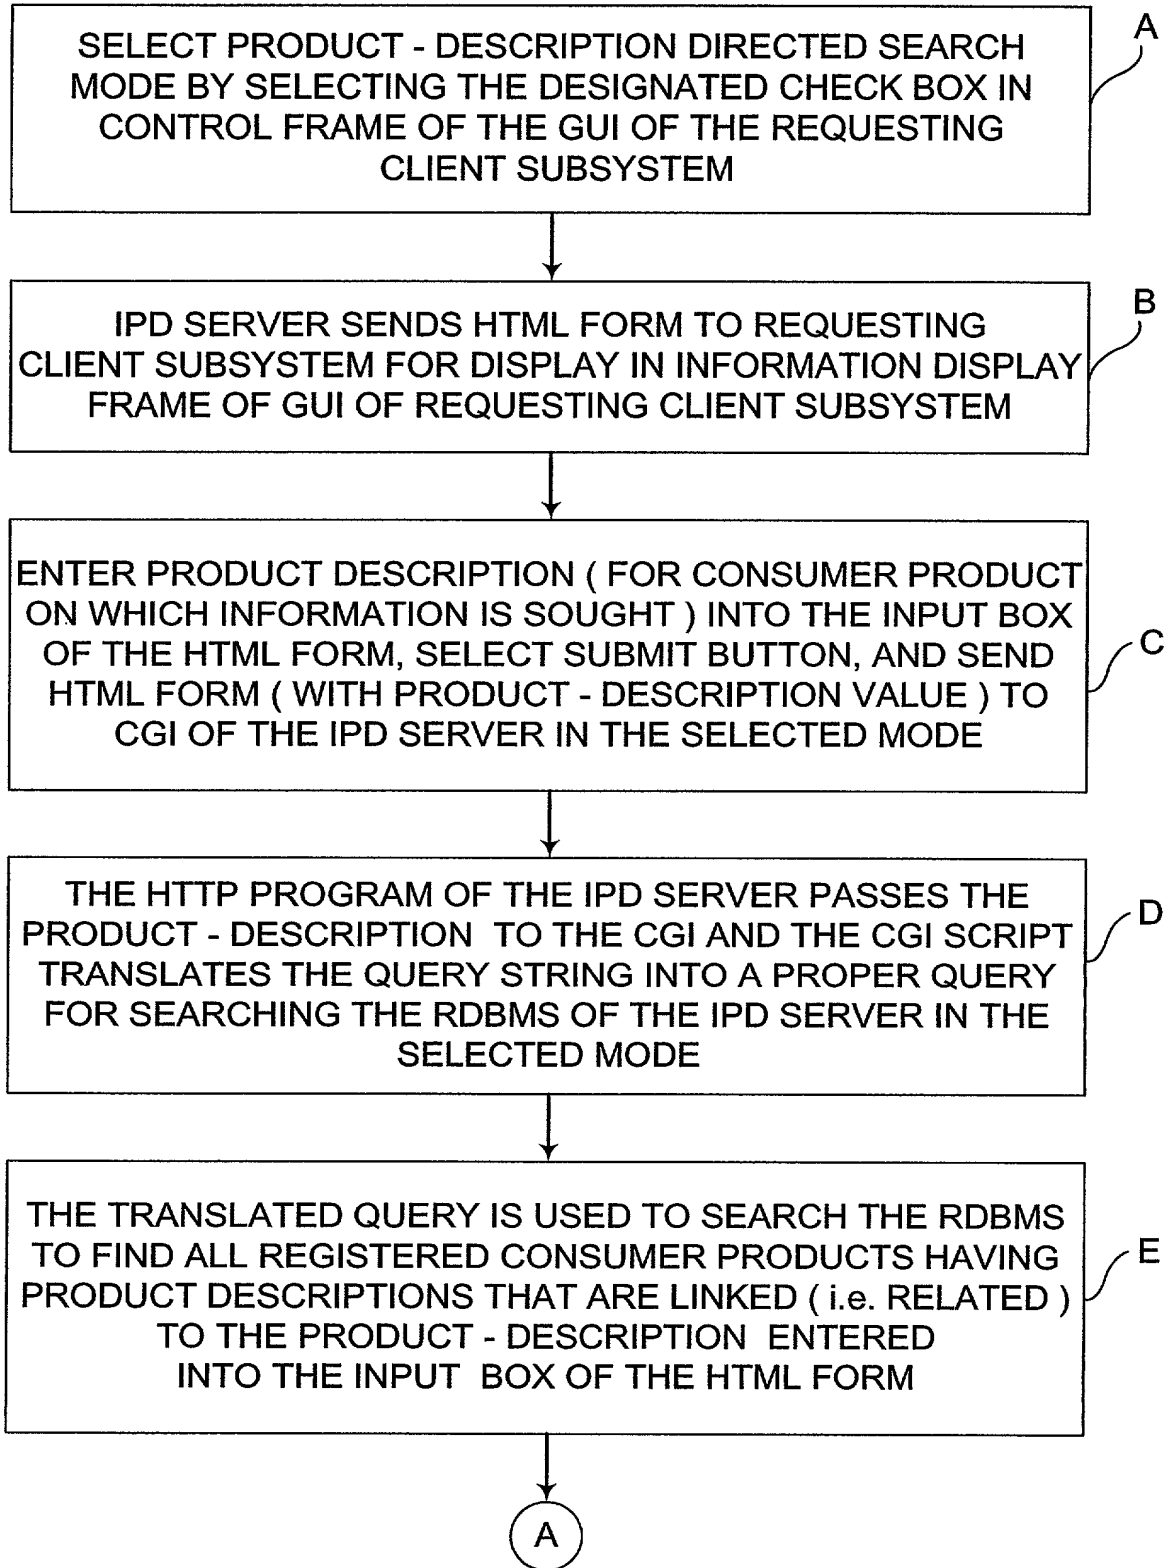 SELECT PRODUCT - DESCRIPTION DIRECTED SEARCH
MODE BY SELECTING THE DESIGNATED CHECK BOX IN
CONTROL FRAME OF THE GUI OF THE REQUESTING
CLIENT SUBSYSTEM
A
IPD SERVER SENDS HTML FORM TO REQUESTING
CLIENT SUBSYSTEM FOR DISPLAY IN INFORMATION DISPLAY
FRAME OF GUI OF REQUESTING CLIENT SUBSYSTEM
B
ENTER PRODUCT DESCRIPTION ( FOR CONSUMER PRODUCT
ON WHICH INFORMATION IS SOUGHT ) INTO THE INPUT BOX
OF THE HTML FORM, SELECT SUBMIT BUTTON, AND SEND
HTML FORM ( WITH PRODUCT - DESCRIPTION VALUE ) TO
CGI OF THE IPD SERVER IN THE SELECTED MODE
C
THE HTTP PROGRAM OF THE IPD SERVER PASSES THE
PRODUCT - DESCRIPTION TO THE CGI AND THE CGI SCRIPT
TRANSLATES THE QUERY STRING INTO A PROPER QUERY
FOR SEARCHING THE RDBMS OF THE IPD SERVER IN THE
SELECTED MODE
D
THE TRANSLATED QUERY IS USED TO SEARCH THE RDBMS
TO FIND ALL REGISTERED CONSUMER PRODUCTS HAVING
PRODUCT DESCRIPTIONS THAT ARE LINKED ( i.e. RELATED )
TO THE PRODUCT - DESCRIPTION ENTERED
INTO THE INPUT BOX OF THE HTML FORM
E
A